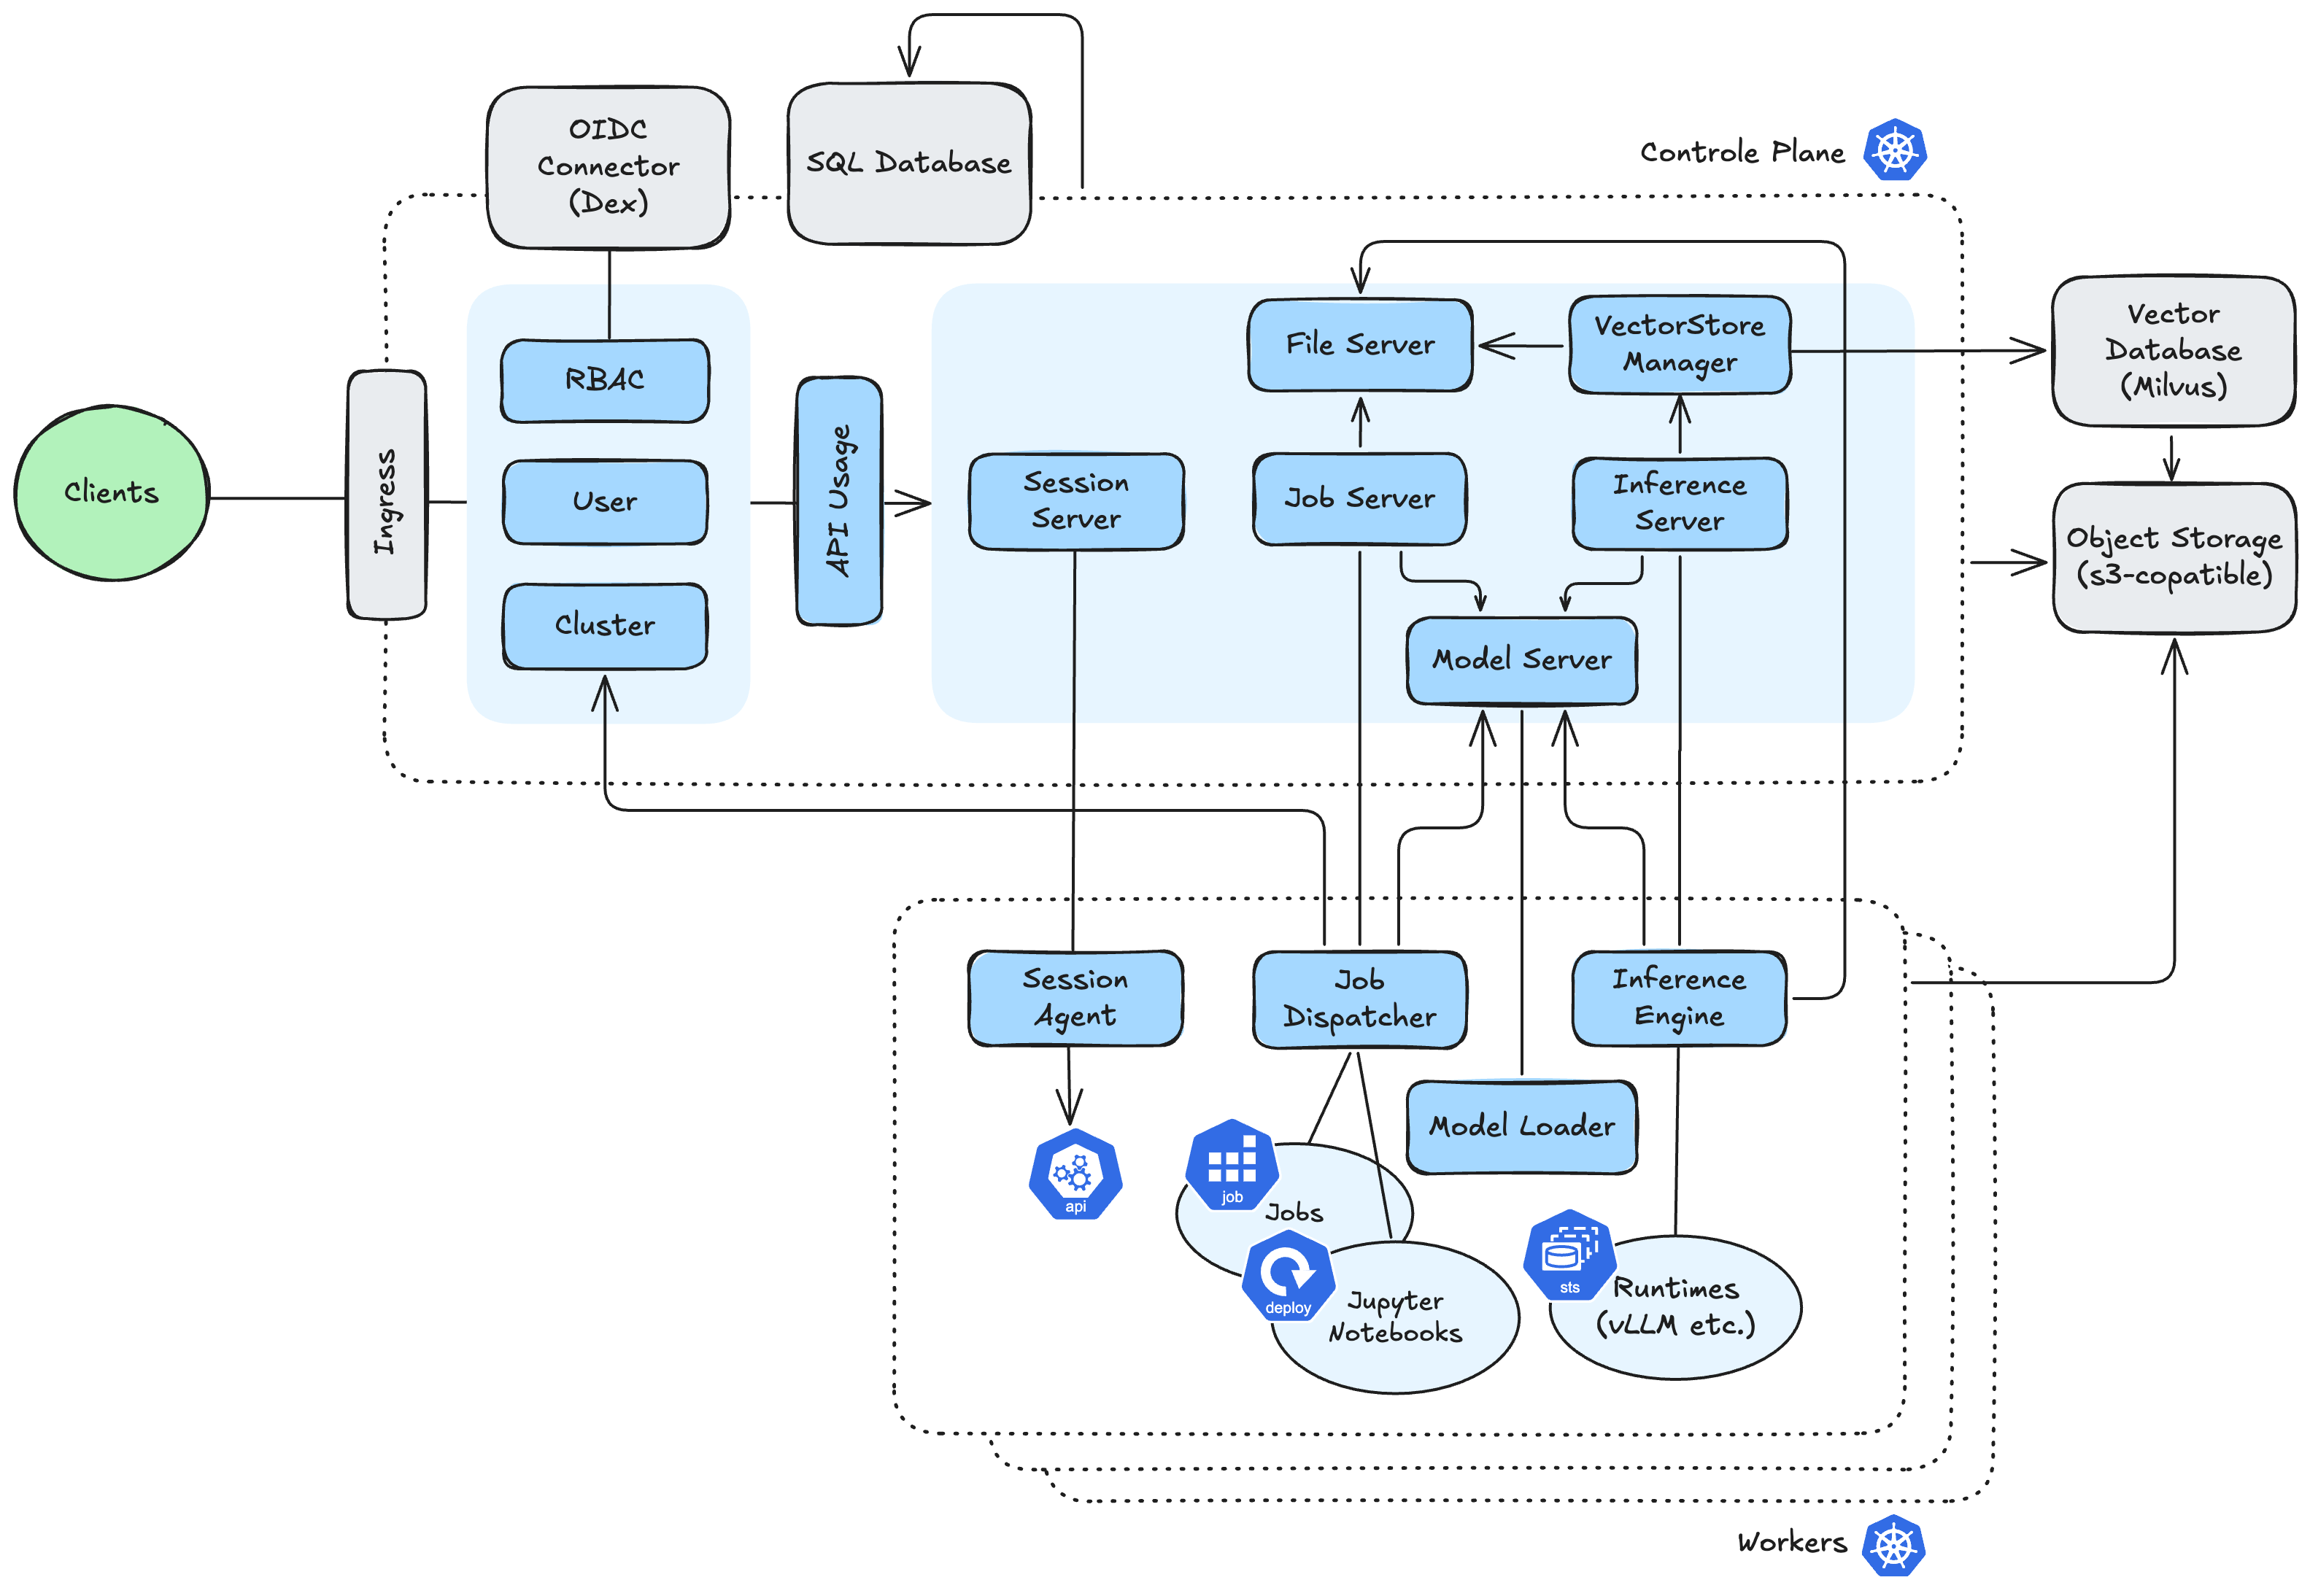 OIDC
Connector
(Dex)
SQL Database
Controle Plane
Clients
Ingress
RBAC
User
Cluster
API Usage
File Server
VectorStore
Manager
Session
Server
Job Server
Inference
Server
Model Server
Vector
Database
(Milvus)
Object Storage
(s3-copatible)
Session
Agent
Job
Dispatcher
Inference
Engine
Model Loader
api
job
Jobs
deploy
Jupyter
Notebooks
sts
Runtimes
(vLLM etc.)
Workers